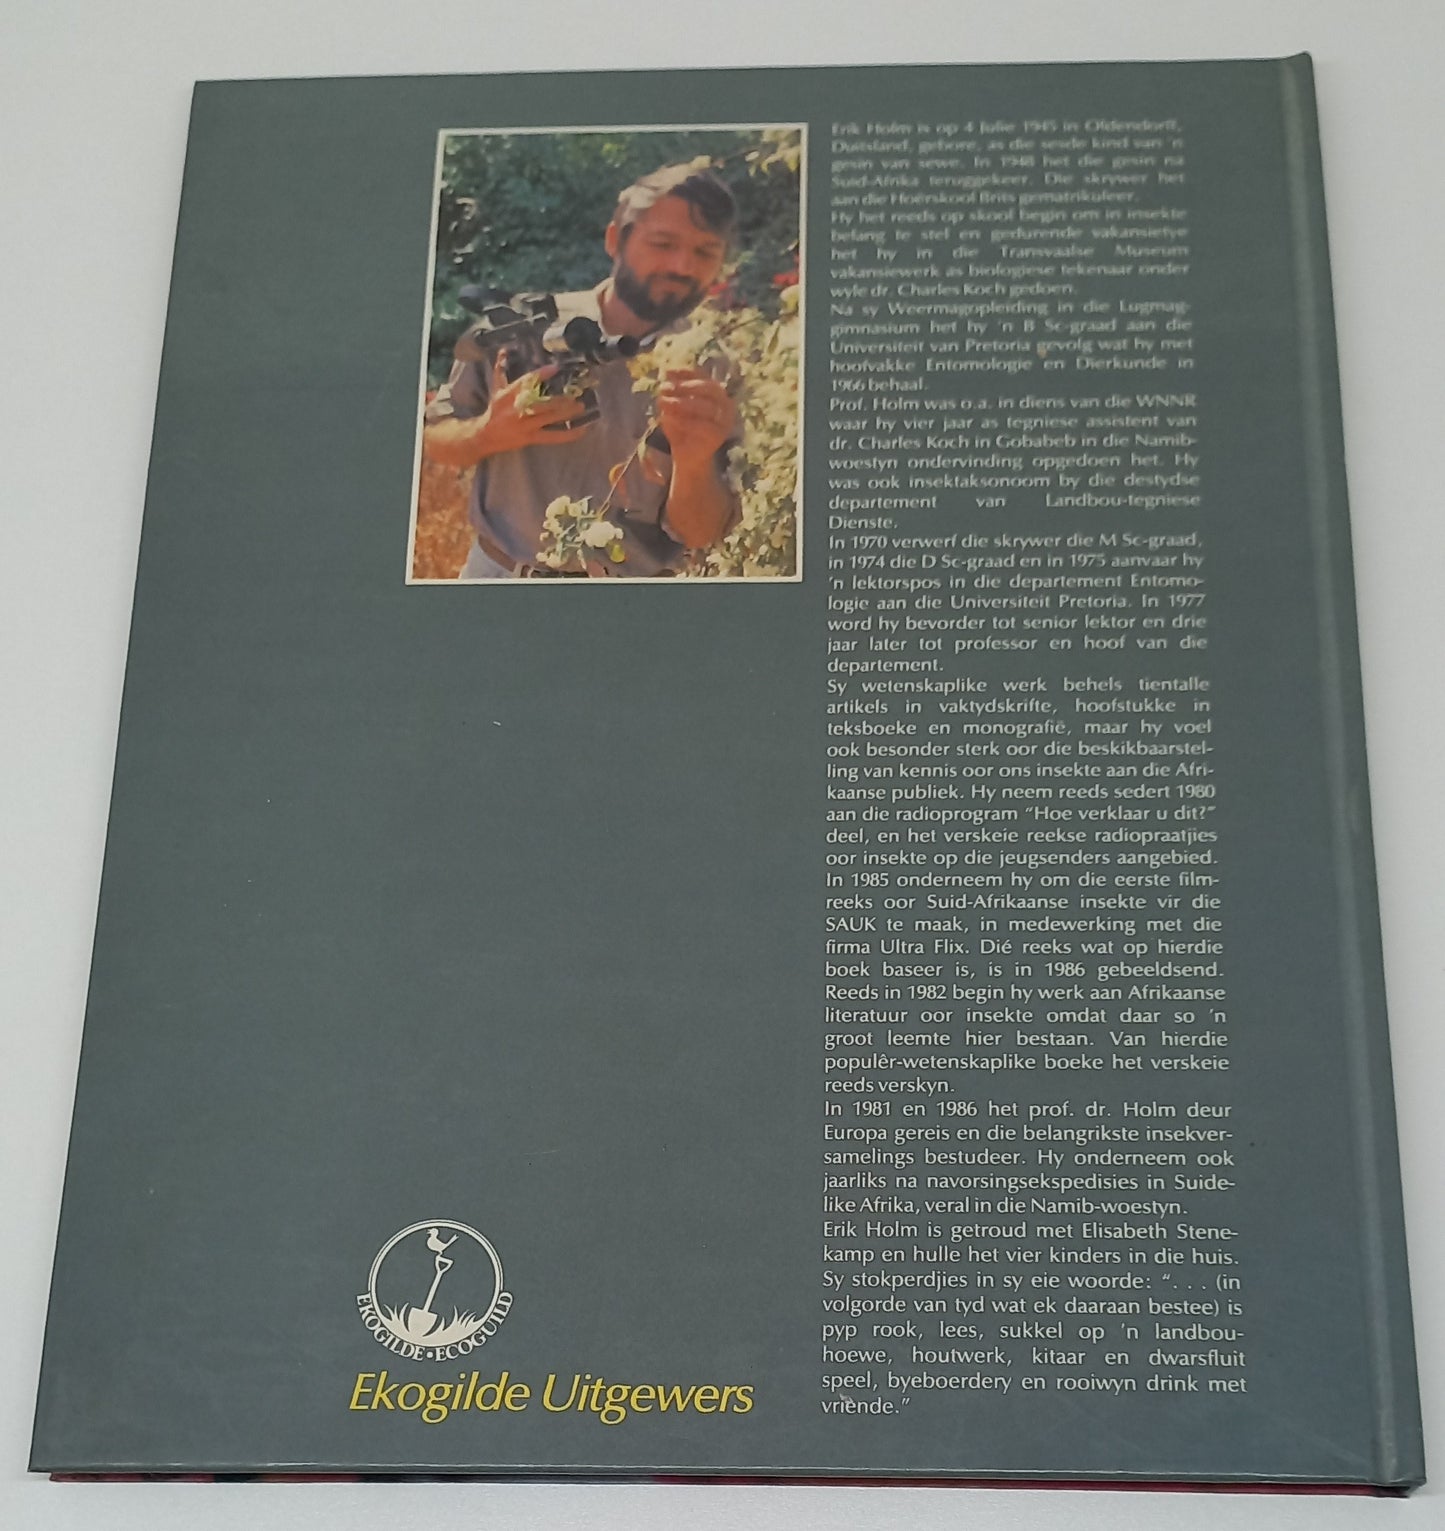 Erik Holm is op 4 Julie 1945 in Oldendorff,
Duitsland, gebore, as die sesde kind van 'n
gesin van sewe. In 1948 het die gesin na
Suid-Afrika teruggekeer. Die skrywer het
aan die Hoërskool Brits gematrikuleer.
Hy het reeds op skool begin om in insekte
belang te stel en gedurende vakansietye
het hy in die Transvaalse Museum
vakansiewerk as biologiese tekenaar onder
wyle dr. Charles Koch gedoen.
Na sy Weermagopleiding in die Lugmag-
gimnasium het hy 'n B Sc-graad aan die
Universiteit van Pretoria gevolg wat hy met
hoofvakke Entomologie en Dierkunde in
1966 behaal.
Prof. Holm was o.a. in diens van die WNNR
waar hy vier jaar as tegniese assistent van
dr. Charles Koch in Gobabeb in die Namib-
woestyn ondervinding opgedoen het. Hy
was ook insektaksonoom by die destydse
departement van Landbou-tegniese
Dienste.
In 1970 verwerf die skrywer die M Sc-graad,
in 1974 die D Sc-graad en in 1975 aanvaar hy
'n lektorspos in die departement Entomo-
logie aan die Universiteit Pretoria. In 1977
word hy bevorder tot senior lektor en drie
jaar later tot professor en hoof van die
departement.
Sy wetenskaplike werk behels tientalle
artikels in vaktydskrifte, hoofstukke in
teksboeke en monografië, maar hy voel
ook besonder sterk oor die beskikbaarstel-
ling van kennis oor ons insekte aan die Afri-
kaanse publiek. Hy neem reeds sedert 1980
aan die radioprogram "Hoe verklaar u dit?"
deel, en het verskeie reekse radiopraatjies
oor insekte op die jeugsenders aangebied.
In 1985 onderneem hy om die eerste film-
reeks oor Suid-Afrikaanse insekte vir die
SAUK te maak, in medewerking met die
firma Ultra Flix. Dié reeks wat op hierdie
boek baseer is, is in 1986 gebeeldsend.
Reeds in 1982 begin hy werk aan Afrikaanse
literatuur oor insekte omdat daar so 'n
groot leemte hier bestaan. Van hierdie
populêr-wetenskaplike boeke het verskeie
reeds verskyn.
In 1981 en 1986 het prof. dr. Holm deur
Europa gereis en die belangrikste insekver-
samelings bestudeer. Hy onderneem ook
jaarliks na navorsingsekspedisies in Suide-
like Afrika, veral in die Namib-woestyn.
Erik Holm is getroud met Elisabeth Stene-
kamp en hulle het vier kinders in die huis.
Sy stokperdjies in sy eie woorde: ". . . (in
volgorde van tyd wat ek daaraan bestee) is
pyp rook, lees, sukkel op 'n landbou-
hoewe, houtwerk, kitaar en dwarsfluit
speel, byeboerdery en rooiwyn drink met
vriende."
EKOGILDE • ECOGUILD
Ekogilde Uitgewers